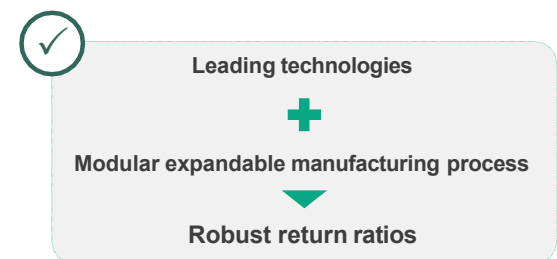 Leading technologies
Modular expandable manufacturing process
Robust return ratios